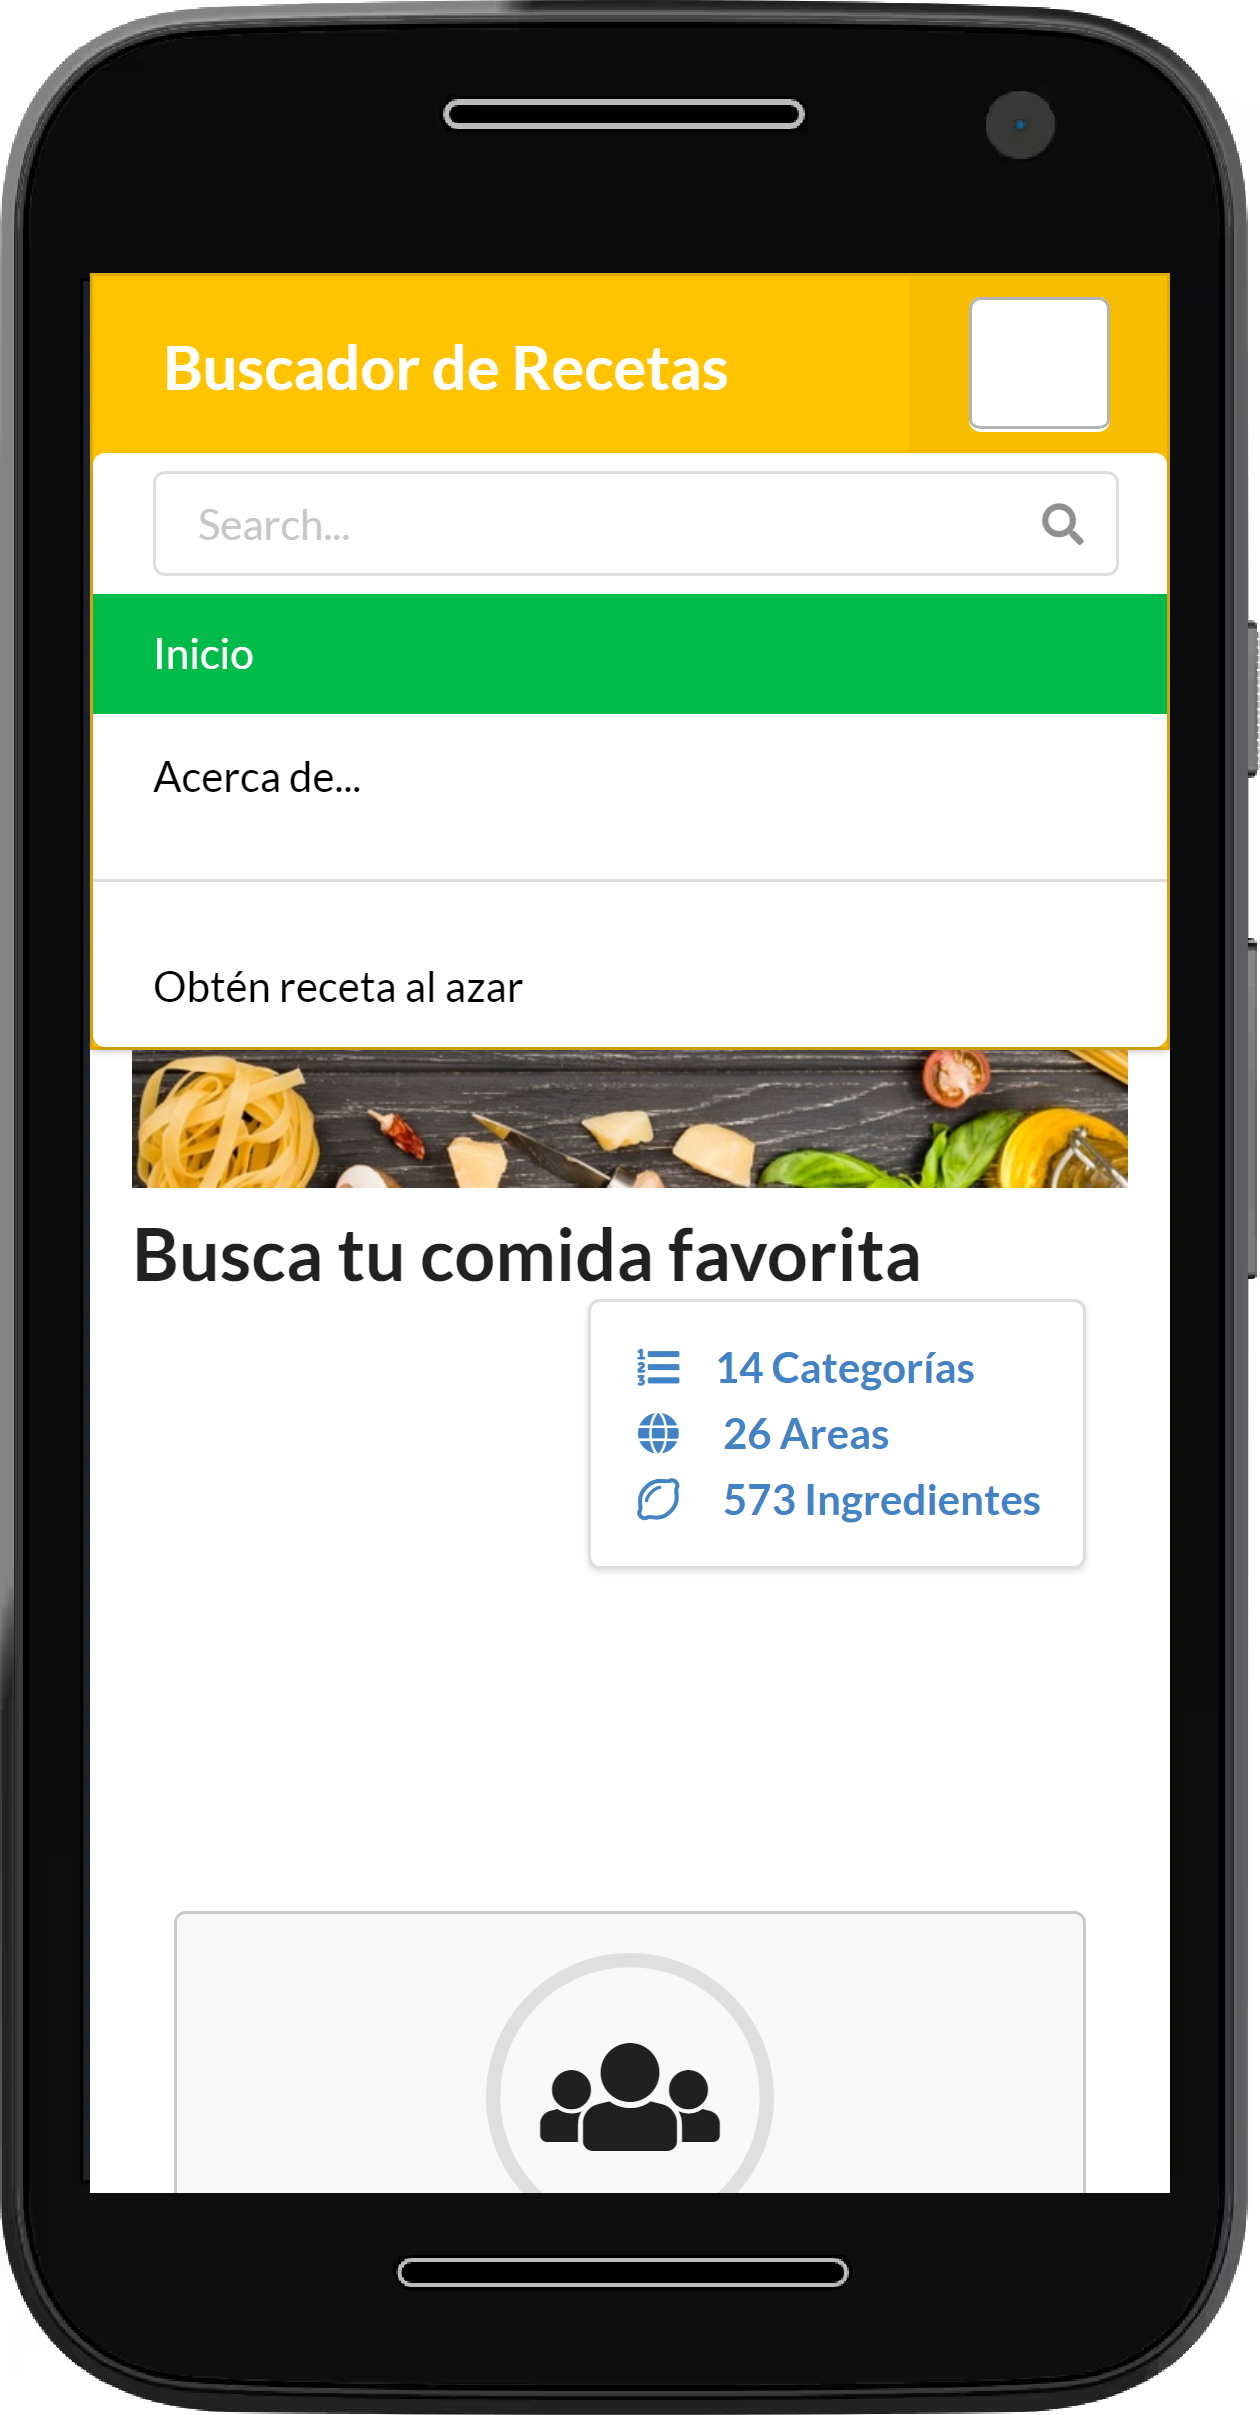 Buscador de Recetas
Search...
Inicio
Acerca de...
Obtén receta al azar
Busca tu comida favorita
14 Categorías
26 Areas
573 Ingredientes